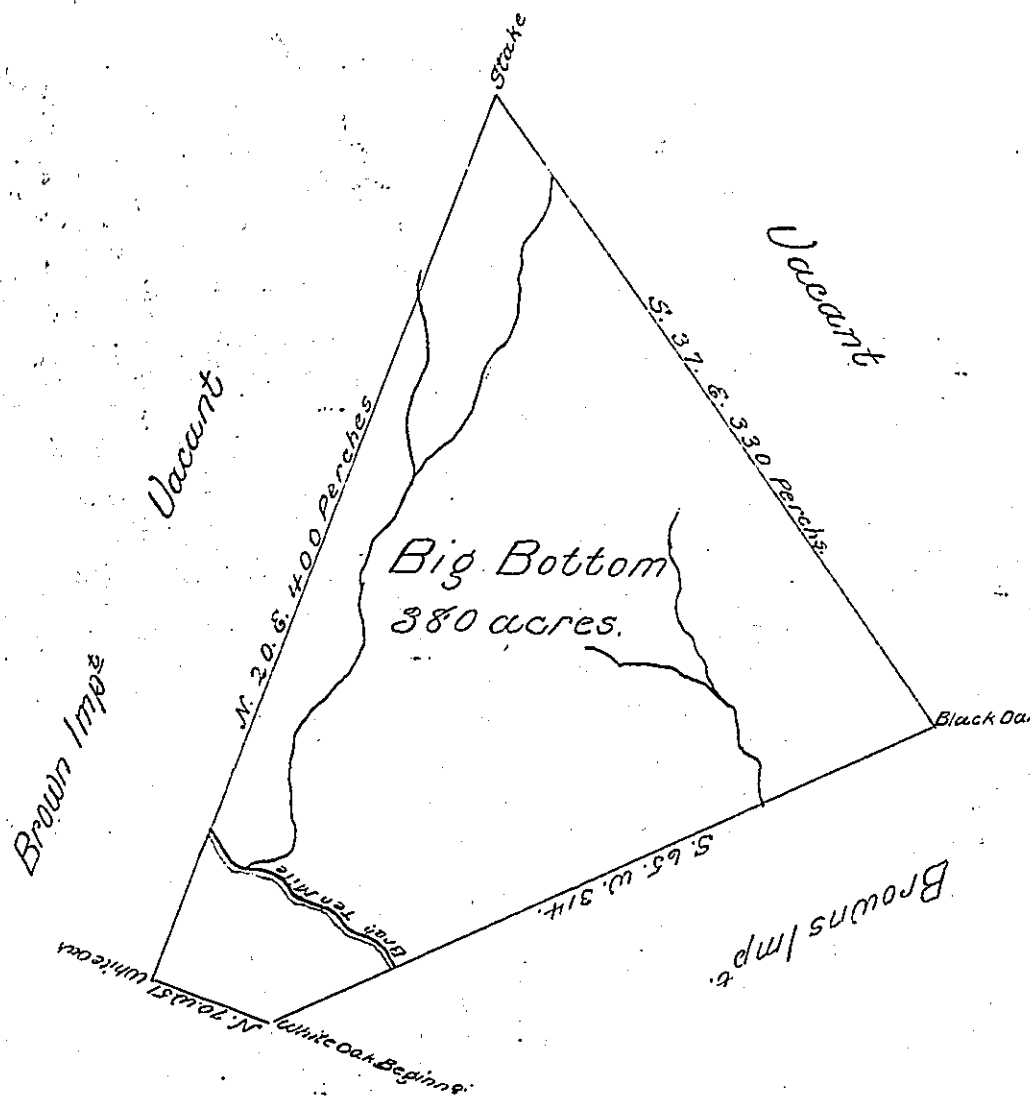 Stake
Vacant
Vacant
S. 37. E. 330 Perchs.
N. 20. E. 400 Perches
Big Bottom
380 acres.
Brown Impt
Black Oak
S. 65. W. 314.
Browns Impt.
Brah. Ten Mile
White Oak
N. 70. W 51
White Oak Beginng.